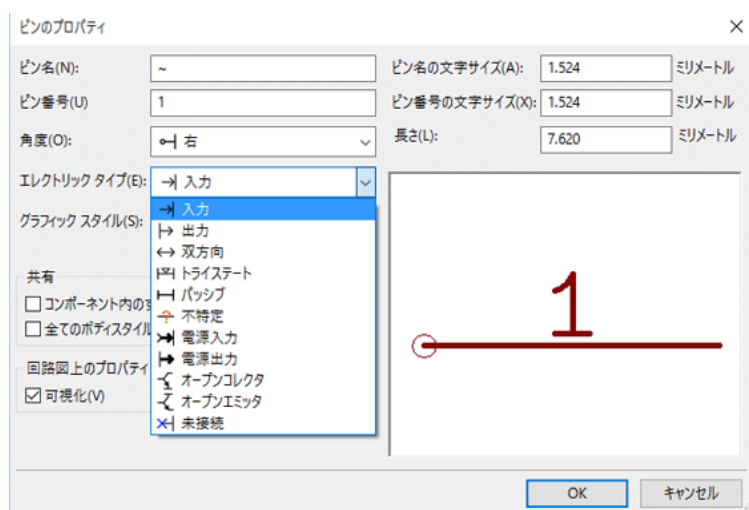 ピンのプロパティ
ピン名(N): ~ ピン名の文字サイズ(A): 1.524 ミリメートル
ピン番号(U) 1 ピン番号の文字サイズ(X): 1.524 ミリメートル
角度(O): 右 長さ(L): 7.620 ミリメートル
エレクトリック タイプ(E): 入力
入力
グラフィック スタイル(S):
出力
双方向
トライステート
パッシブ
不特定
電源入力
電源出力
オープンコレクタ
オープンエミッタ
未接続
共有
コンポーネント内の
全てのボディスタイル
回路図上のプロパティ
可視化(V)
1
OK キャンセル